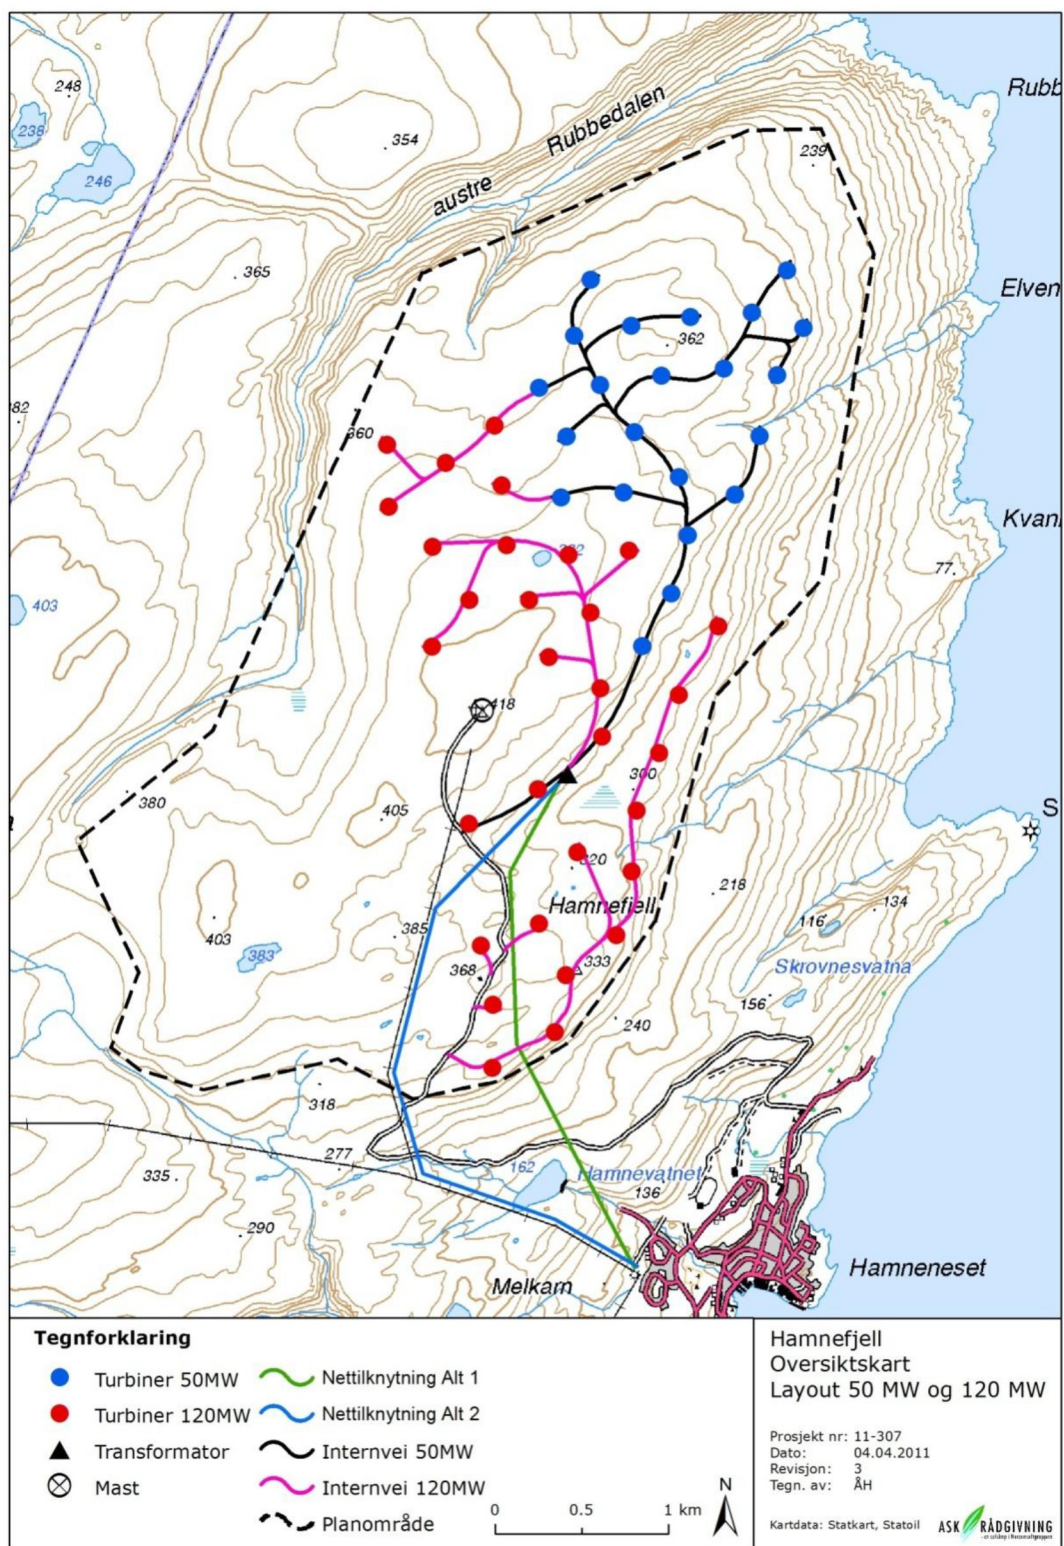 248
238
246
354
austre Rubbedalen
Rubb
239
365
Elven
362
382
360
Kvan
77
403
418
380
300
405
S
320
218
Hamnefjell
134
116
385
403
383
368
333
Skrovnesvatna
156
240
318
277
162
Hamnevatnet
335
136
290
Melkarn
Hamneneset
Tegnforklaring
Turbiner 50MW
Turbiner 120MW
Transformator
Mast
Nettilknytning Alt 1
Nettilknytning Alt 2
Internvei 50MW
Internvei 120MW
Planområde
0 0.5 1 km
N
Hamnefjell
Oversiktskart
Layout 50 MW og 120 MW
Prosjekt nr: 11-307
Dato: 04.04.2011
Revisjon: 3
Tegn. av: ÅH
Kartdata: Statkart, Statoil
ASK RÅDGIVNING